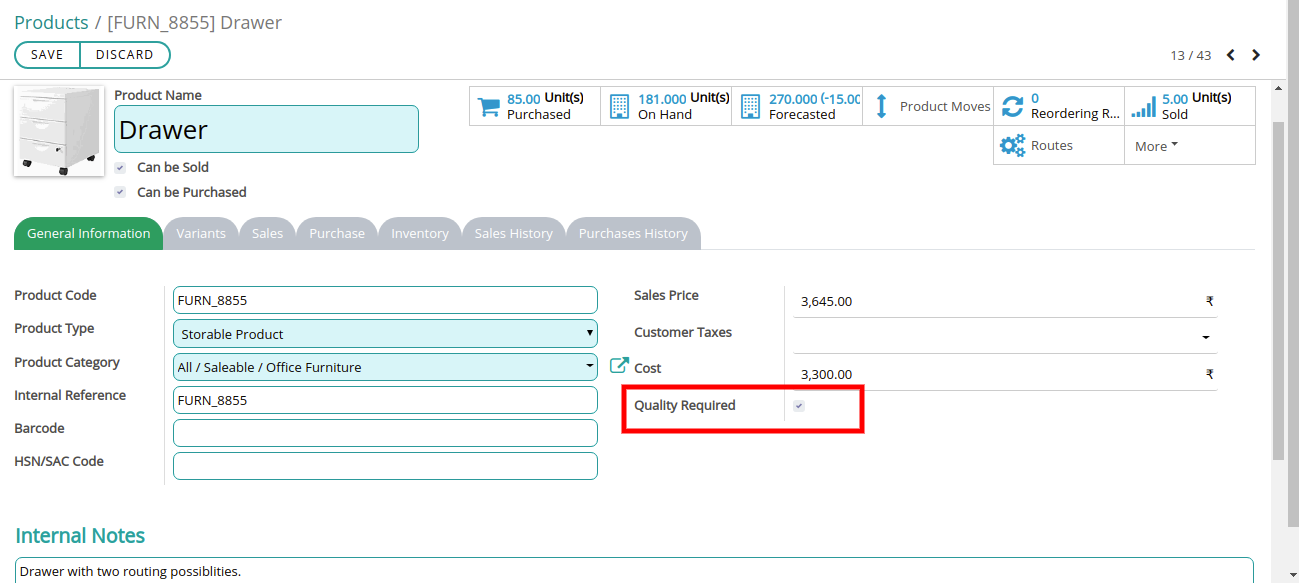 Products / [FURN_8855] Drawer
SAVE DISCARD
13 / 43
Product Name
Drawer
Can be Sold
Can be Purchased
85.00 Unit(s)
Purchased
181.000 Unit(s)
On Hand
270.000 (-15.00
Forecasted
Product Moves
0
Reordering R...
5.00 Unit(s)
Sold
Routes
More
General Information Variants Sales Purchase Inventory Sales History Purchases History
Product Code FURN_8855
Product Type Storable Product
Product Category All / Saleable / Office Furniture
Internal Reference FURN_8855
Barcode
HSN/SAC Code
Sales Price 3,645.00 ₹
Customer Taxes
Cost 3,300.00 ₹
Quality Required
Internal Notes
Drawer with two routing possiblities.